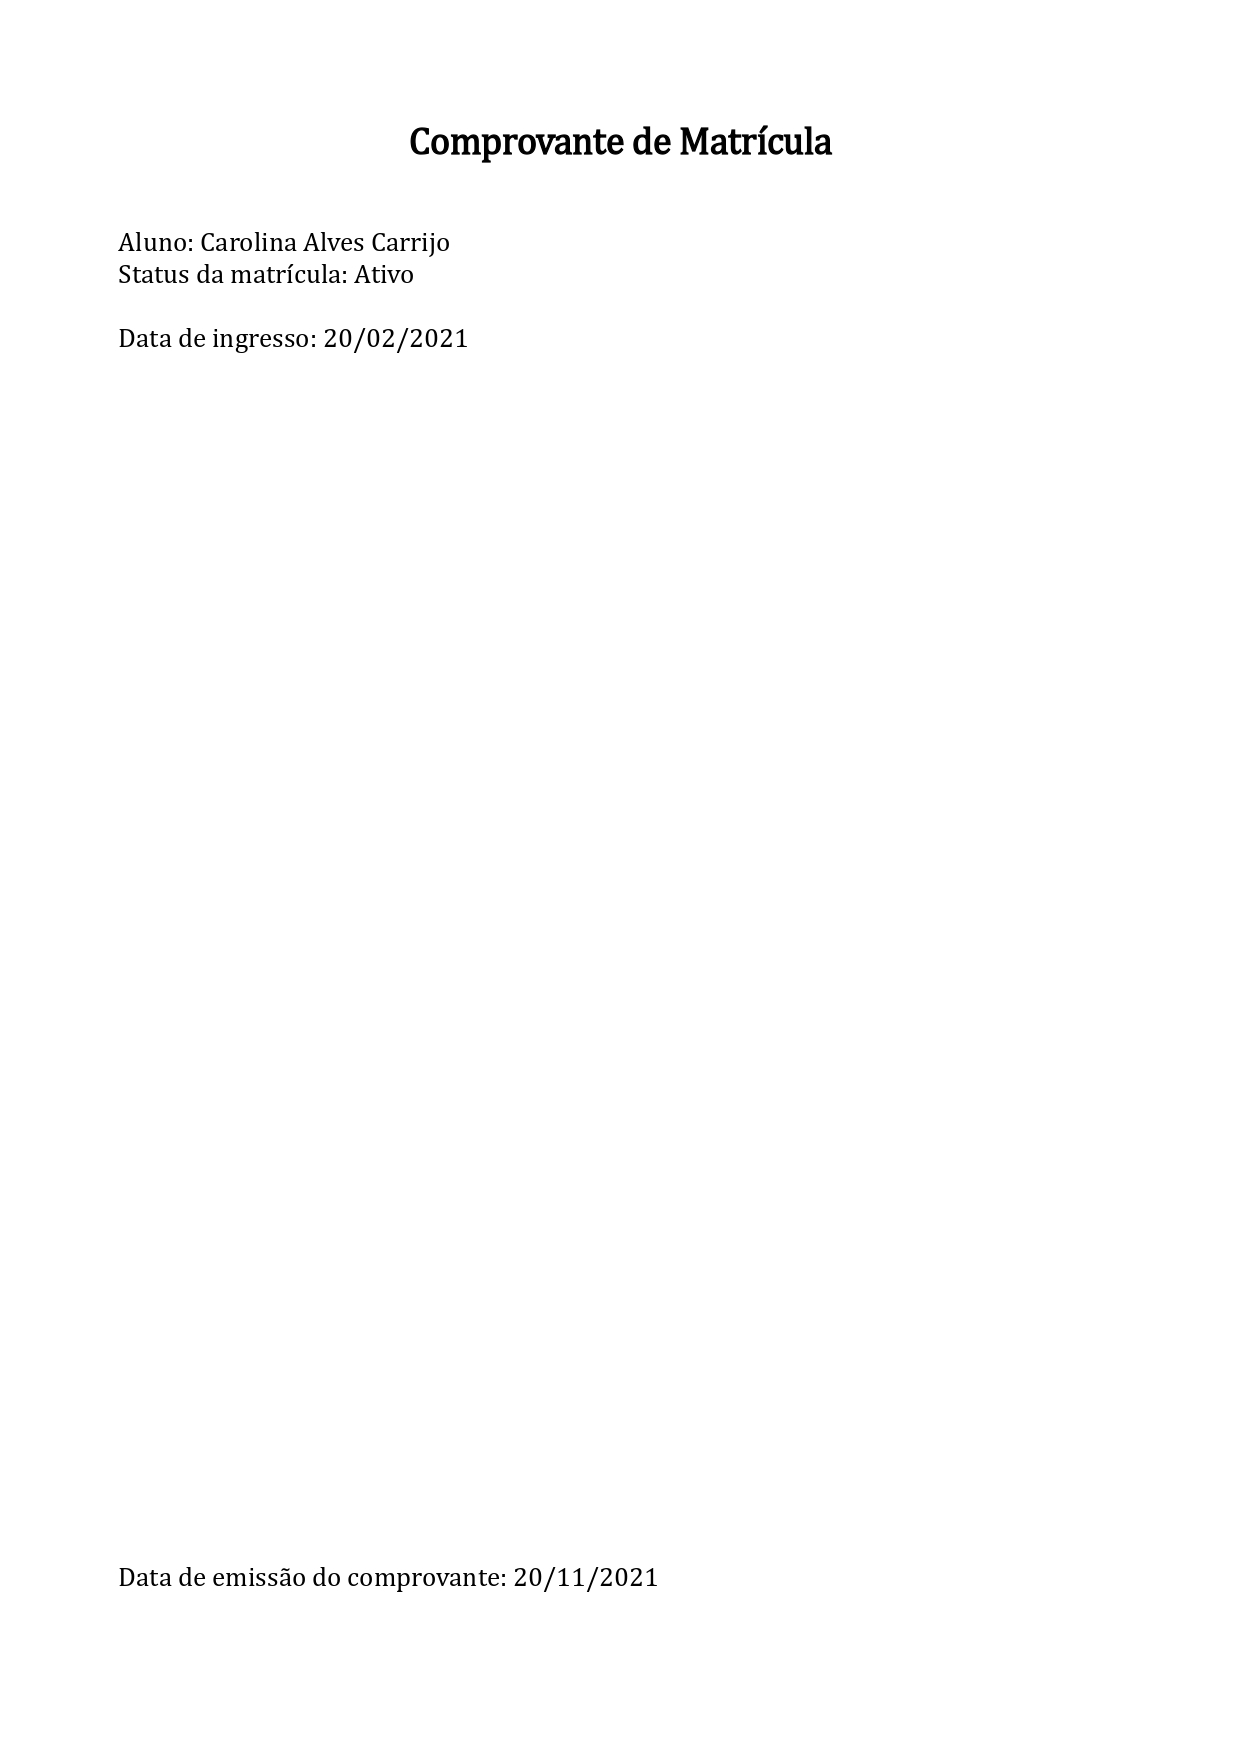 Comprovante de Matrícula
Aluno: Carolina Alves Carrijo
Status da matrícula: Ativo
Data de ingresso: 20/02/2021
Data de emissão do comprovante: 20/11/2021